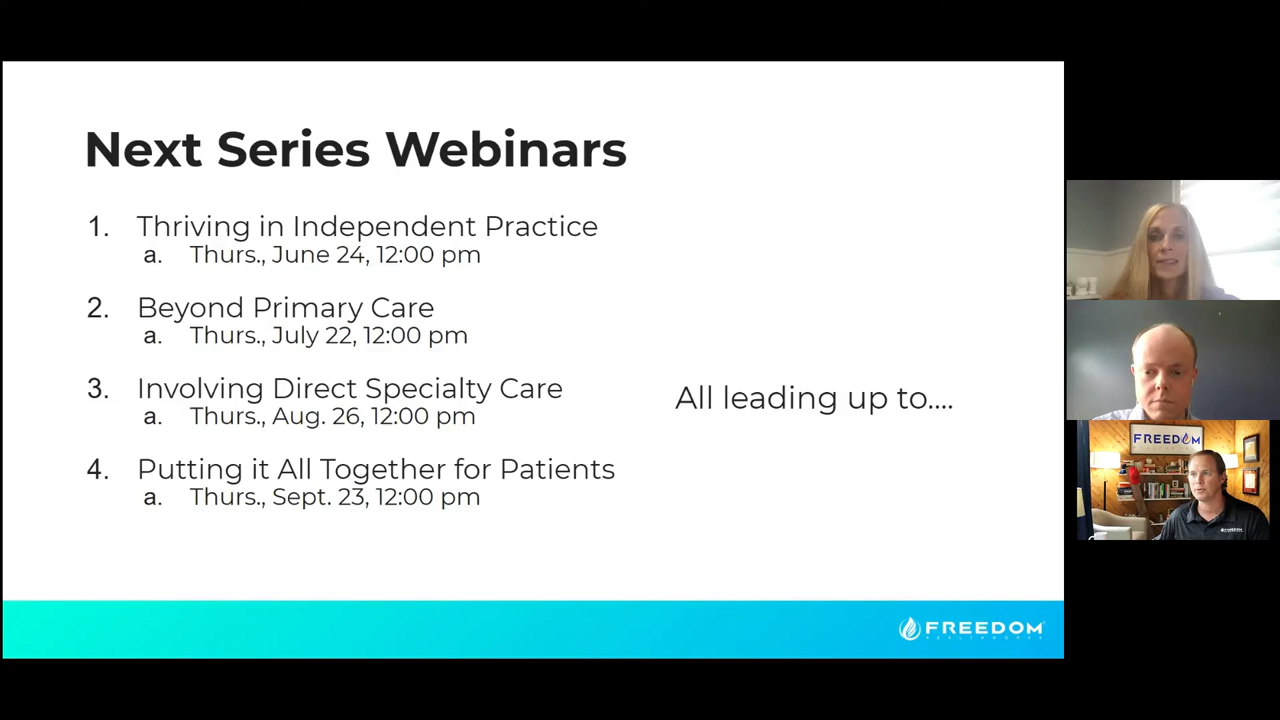 Next Series Webinars
1. Thriving in Independent Practice
a. Thurs., June 24, 12:00 pm
2. Beyond Primary Care
a. Thurs., July 22, 12:00 pm
3. Involving Direct Specialty Care
a. Thurs., Aug. 26, 12:00 pm
4. Putting it All Together for Patients
a. Thurs., Sept. 23, 12:00 pm
All leading up to....
FREEDOM
FREEDOM
FREEDOM